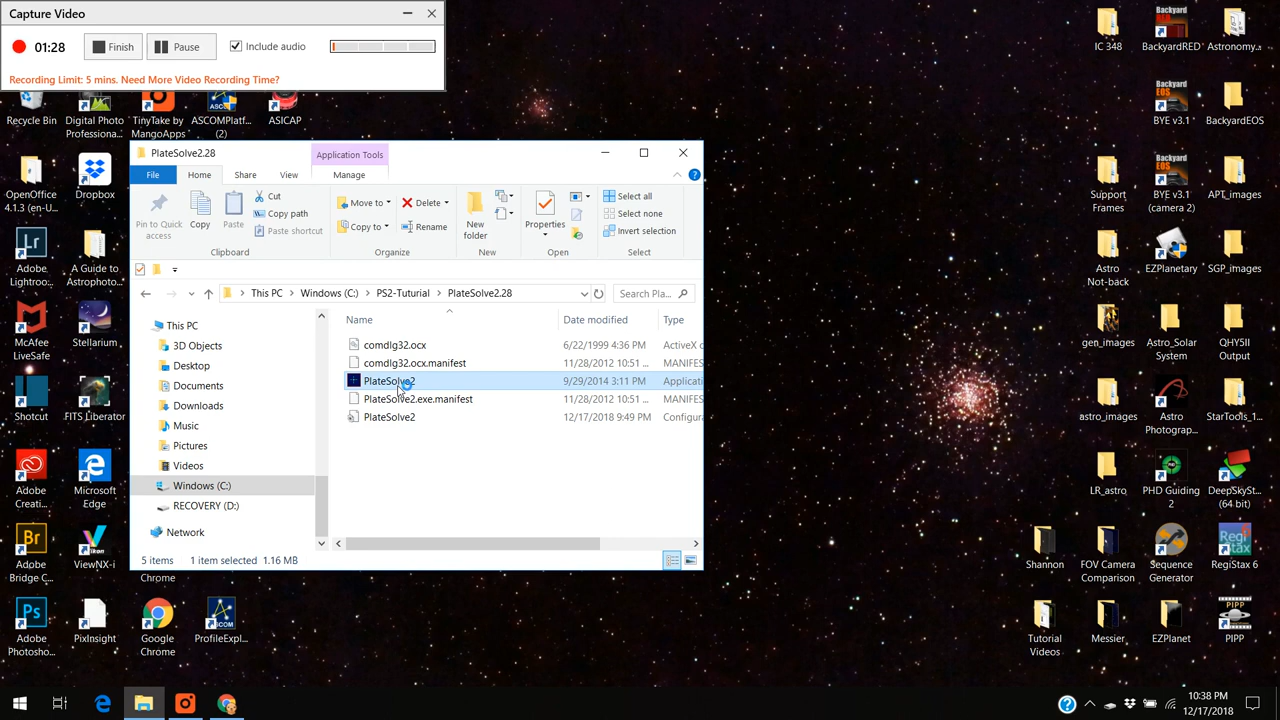 Capture Video
01:28
Finish
Pause
Include audio
Recording Limit: 5 mins. Need More Video Recording Time?
Recycle Bin
Digital Photo Professiona...
TinyTake by MangoApps
ASCOMPlatf... (2)
ASICAP
OpenOffice 4.1.3 (en-U...
Dropbox
Adobe Lightroo...
A Guide to Astrophoto...
McAfee LiveSafe
Stellarium
Shotcut
FITS Liberator
Adobe Creati...
Microsoft Edge
Adobe Bridge C...
ViewNX-i
Chrome
Adobe Photosho...
PixInsight
Google Chrome
ProfileExpl...
PlateSolve2.28
Application Tools
File
Home
Share
View
Manage
Pin to Quick access
Copy
Paste
Cut
Copy path
Paste shortcut
Clipboard
Move to
Copy to
Delete
Rename
Organize
New folder
New
Properties
Open
Select all
Select none
Invert selection
Select
This PC
Windows (C:)
PS2-Tuturial
PlateSolve2.28
Search Pla...
Name
Date modified
Type
This PC
3D Objects
Desktop
Documents
Downloads
Music
Pictures
Videos
Windows (C:)
RECOVERY (D:)
Network
comdlg32.ocx 6/22/1999 4:36 PM ActiveX c
comdlg32.ocx.manifest 11/28/2012 10:51 ... MANIFES
PlateSolve2 9/29/2014 3:11 PM Applicati
PlateSolve2.exe.manifest 11/28/2012 10:51 ... MANIFES
PlateSolve2 12/17/2018 9:49 PM Configura
5 items 1 item selected 1.16 MB
IC 348
BackyardRED
Astronomy...
BYE v3.1
BackyardEOS
Support Frames
BYE v3.1 (camera 2)
APT_images
Astro Not-back
EZPlanetary
SGP_images
gen_images
Astro_Solar System
QHY5II Output
astro_images
Astro Photograp...
StarTools_1...
LR_astro
PHD Guiding 2
DeepSkySt... (64 bit)
Shannon
FOV Camera Comparison
Sequence Generator
RegiStax 6
Tutorial Videos
Messier
EZPlanet
PIPP
10:38 PM
12/17/2018